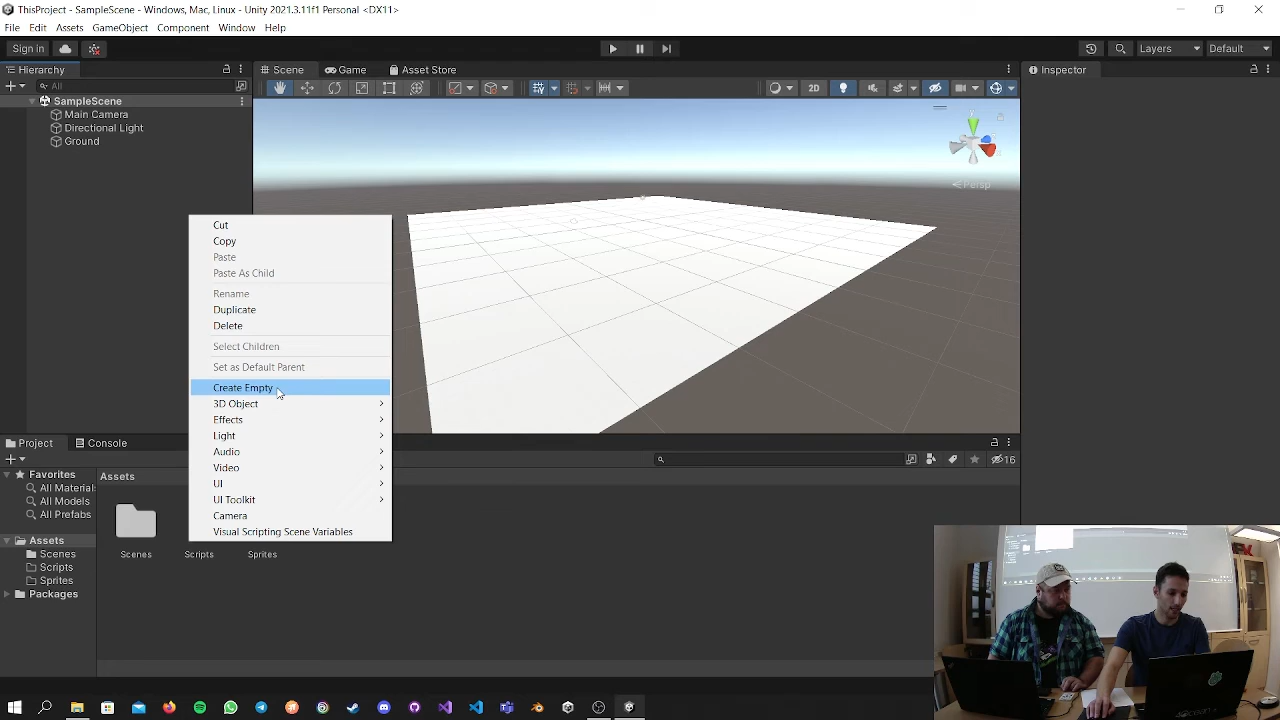 ThisProject - SampleScene - Windows, Mac, Linux - Unity 2021.3.11f1 Personal <DX11>
File Edit Assets GameObject Component Window Help
Sign in
Layers
Default
Hierarchy
Scene
Game
Asset Store
Inspector
All
2D
SampleScene
Main Camera
Directional Light
Ground
Persp
Cut
Copy
Paste
Paste As Child
Rename
Duplicate
Delete
Select Children
Set as Default Parent
Create Empty
3D Object
Effects
Light
Audio
Video
UI
UI Toolkit
Camera
Visual Scripting Scene Variables
Project
Console
16
Favorites
All Material
All Models
All Prefabs
Assets
Scenes
Scripts
Sprites
Packages
Assets
Scenes
Scripts
Sprites